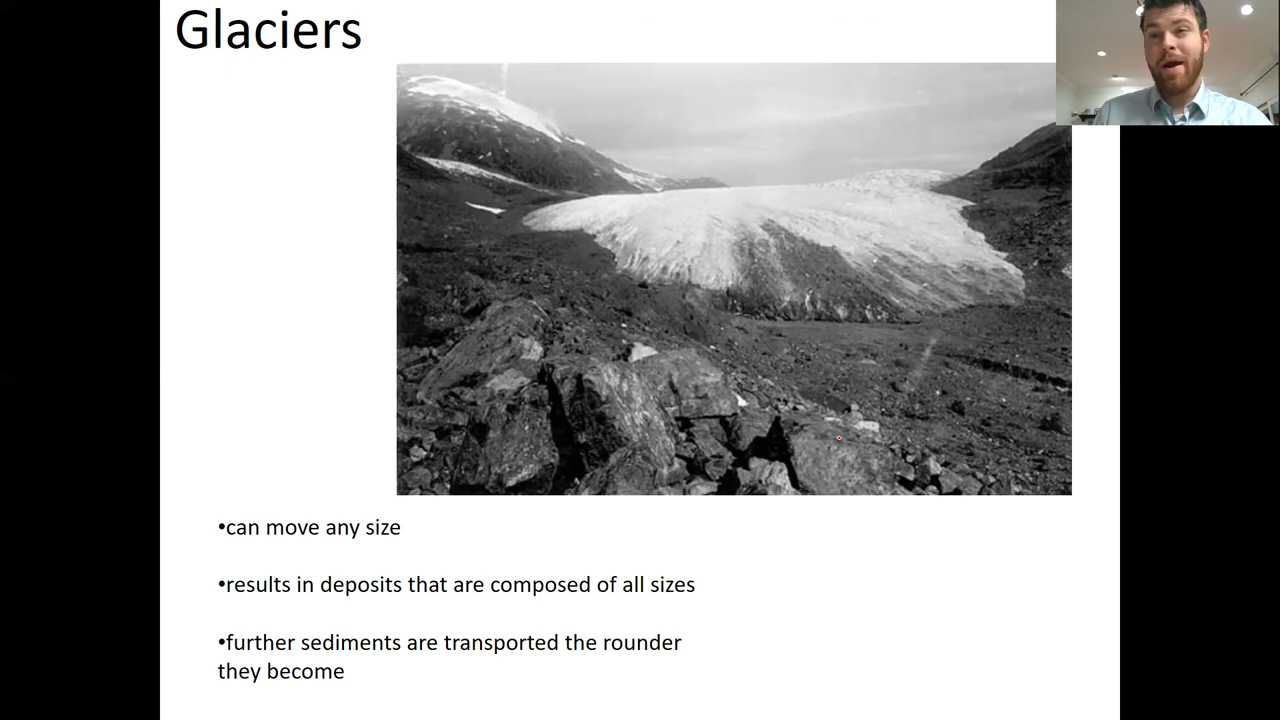 Glaciers
•can move any size
•results in deposits that are composed of all sizes
•further sediments are transported the rounder
they become